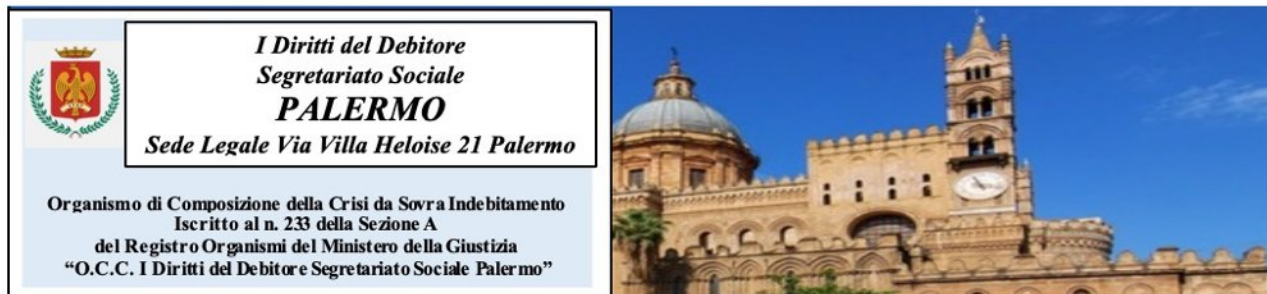 I Diritti del Debitore
Segretariato Sociale
PALERMO
Sede Legale Via Villa Heloise 21 Palermo
Organismo di Composizione della Crisi da Sovra Indebitamento
Iscritto al n. 233 della Sezione A
del Registro Organismi del Ministero della Giustizia
“O.C.C. I Diritti del Debitore Segretariato Sociale Palermo”